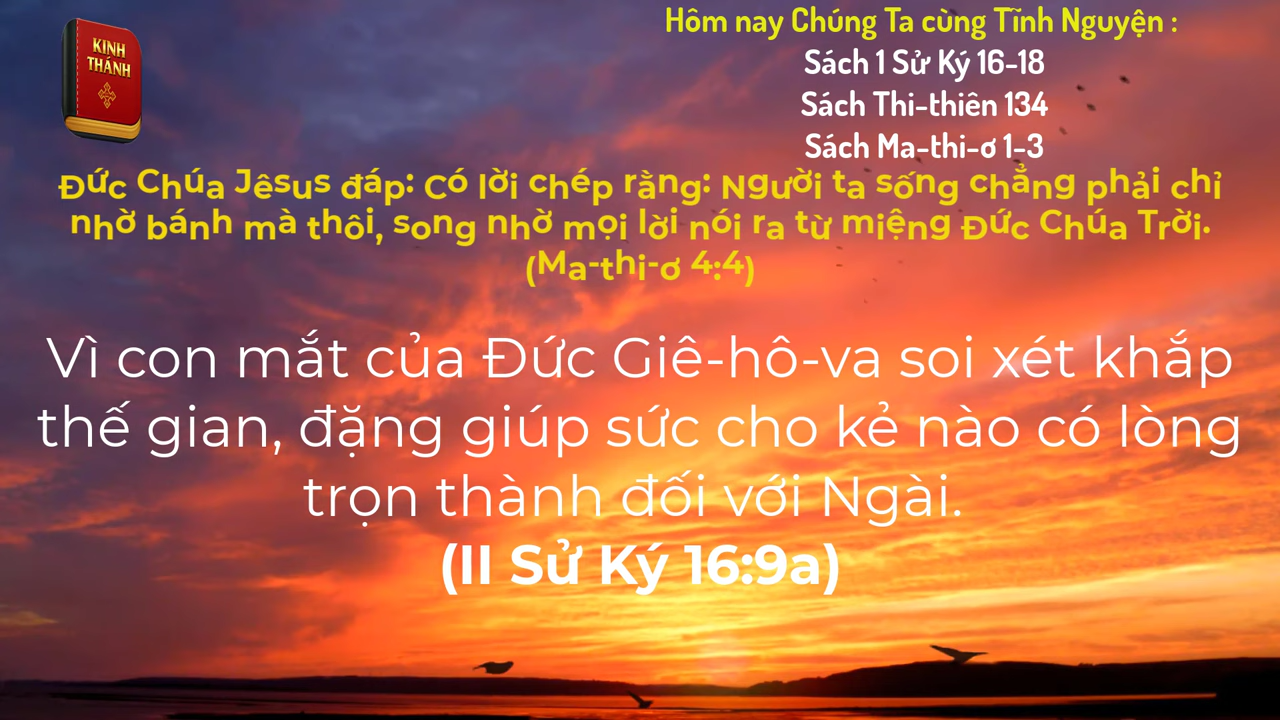 KINH
THÁNH
Hôm nay Chúng Ta cùng Tĩnh Nguyện :
Sách 1 Sử Ký 16-18
Sách Thi-thiên 134
Sách Ma-thi-ơ 1-3
Đức Chúa Jêsus đáp: Có lời chép rằng: Người ta sống chẳng phải chỉ
nhờ bánh mà thôi, song nhờ mọi lời nói ra từ miệng Đức Chúa Trời.
(Ma-thi-ơ 4:4)
Vì con mắt của Đức Giê-hô-va soi xét khắp
thế gian, đặng giúp sức cho kẻ nào có lòng
trọn thành đối với Ngài.
(II Sử Ký 16:9a)